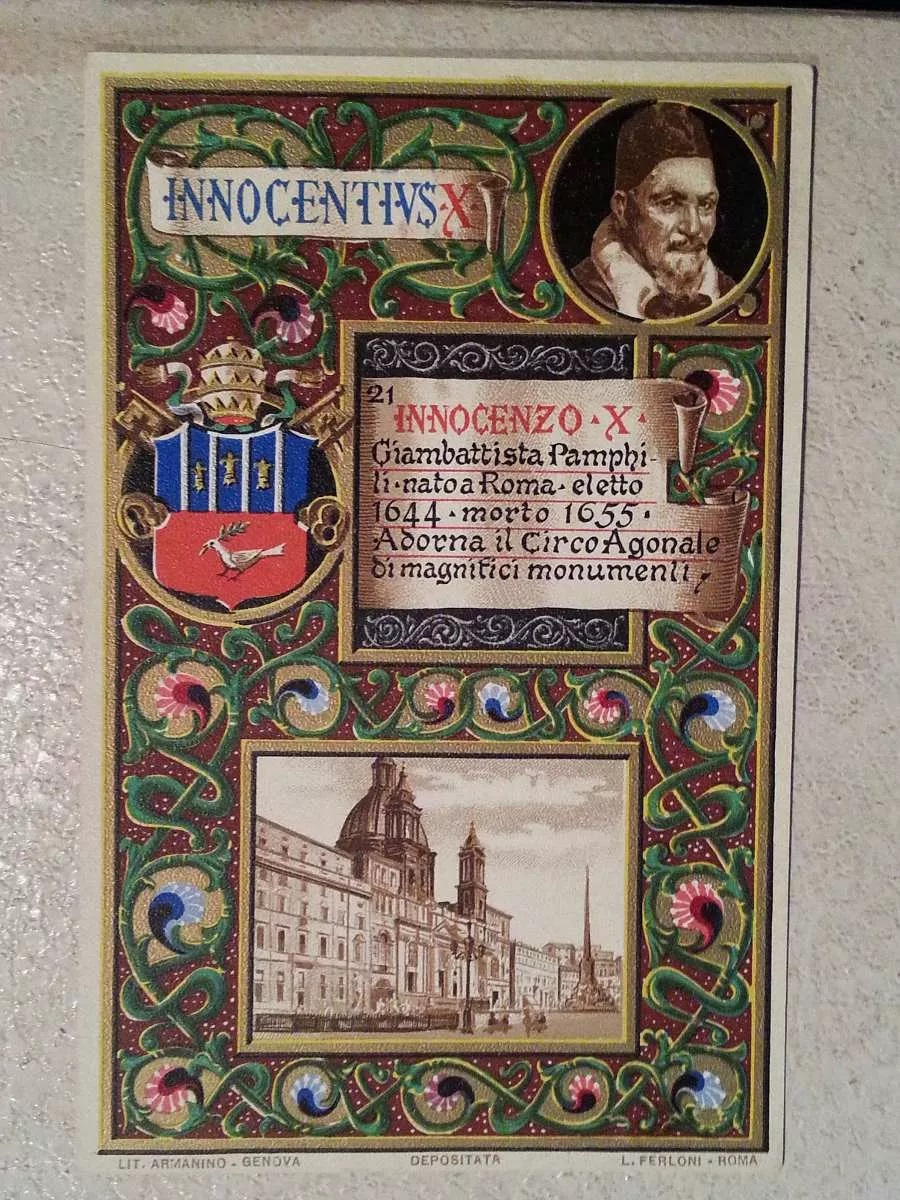 INNOCENTIVS X
21
INNOCENZO · X ·
Giambattista Pamphi-
li · nato a Roma · eletto
1644 · morto 1655 ·
Adorna il Circo Agonale
di magnifici monumenti
LIT. ARMANINO - GENOVA
DEPOSITATA
L. FERLONI - ROMA